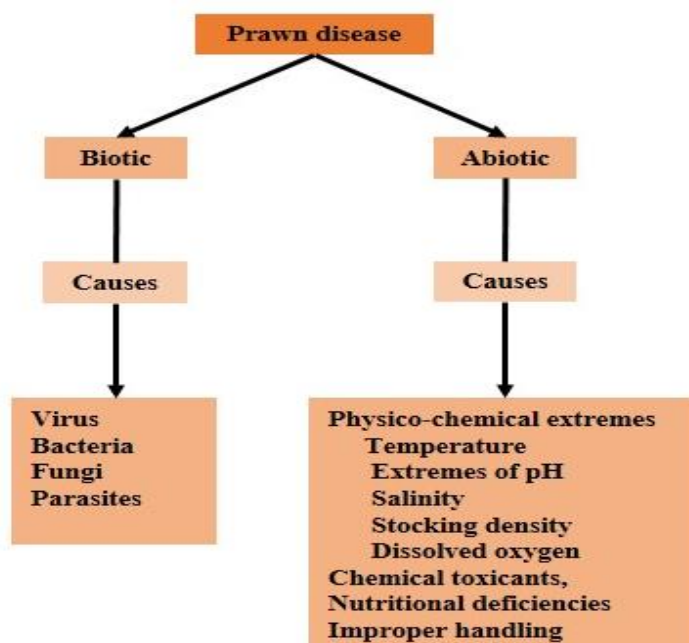 Prawn disease
Biotic
Abiotic
Causes
Causes
Virus
Bacteria
Fungi
Parasites
Physico-chemical extremes
Temperature
Extremes of pH
Salinity
Stocking density
Dissolved oxygen
Chemical toxicants,
Nutritional deficiencies
Improper handling